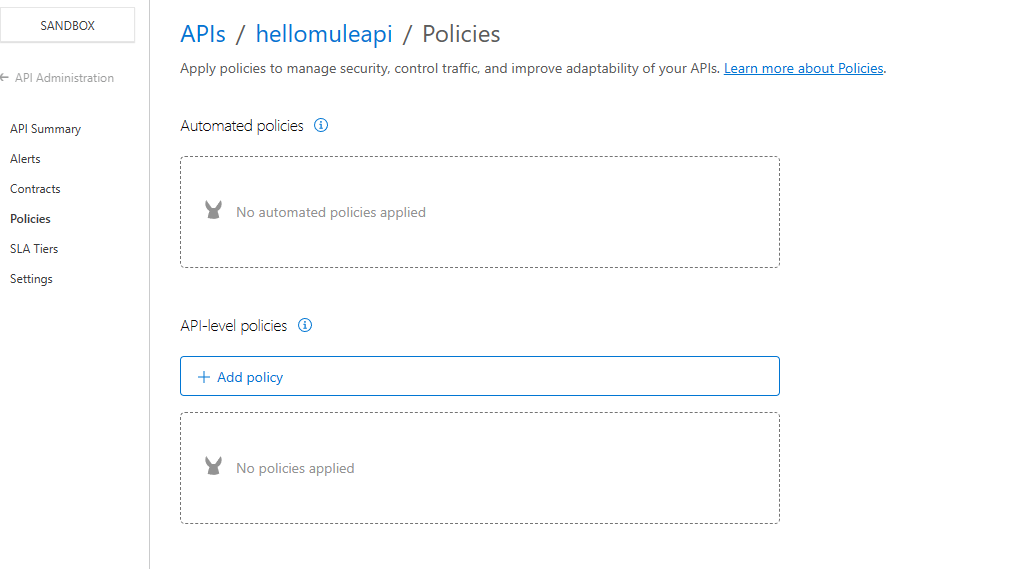 SANDBOX
← API Administration
API Summary
Alerts
Contracts
Policies
SLA Tiers
Settings
APIs / hellomuleapi / Policies
Apply policies to manage security, control traffic, and improve adaptability of your APIs. Learn more about Policies.
Automated policies
No automated policies applied
API-level policies
+ Add policy
No policies applied